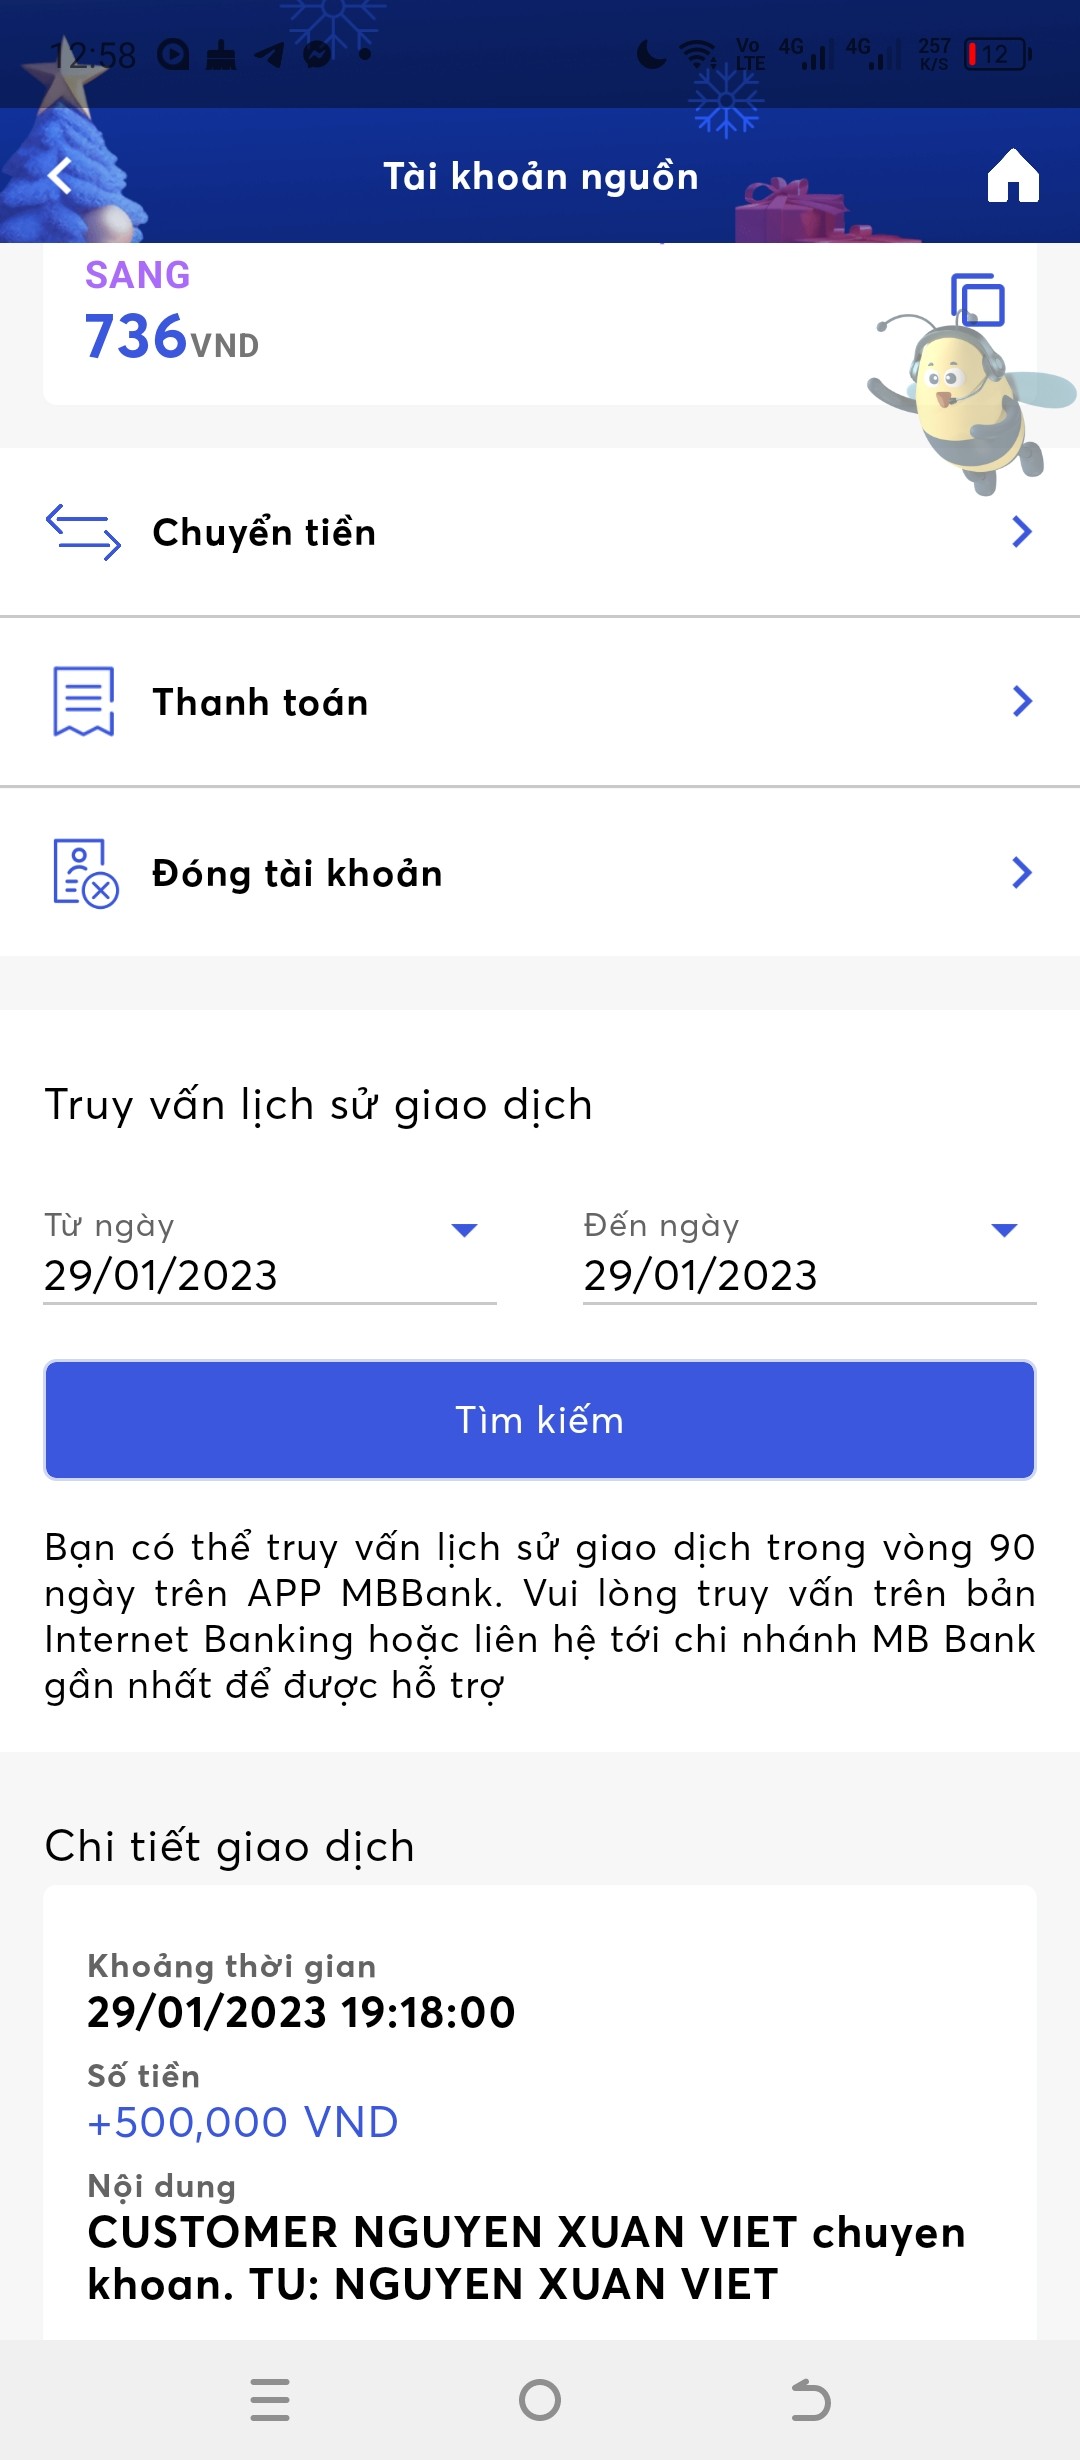 12:58
Vo LTE 4G 4G 257 K/S 12
Tài khoản nguồn
SANG
736 VND
Chuyển tiền
Thanh toán
Đóng tài khoản
Truy vấn lịch sử giao dịch
Từ ngày
29/01/2023
Đến ngày
29/01/2023
Tìm kiếm
Bạn có thể truy vấn lịch sử giao dịch trong vòng 90
ngày trên APP MBBank. Vui lòng truy vấn trên bản
Internet Banking hoặc liên hệ tới chi nhánh MB Bank
gần nhất để được hỗ trợ
Chi tiết giao dịch
Khoảng thời gian
29/01/2023 19:18:00
Số tiền
+500,000 VND
Nội dung
CUSTOMER NGUYEN XUAN VIET chuyen
khoan. TU: NGUYEN XUAN VIET